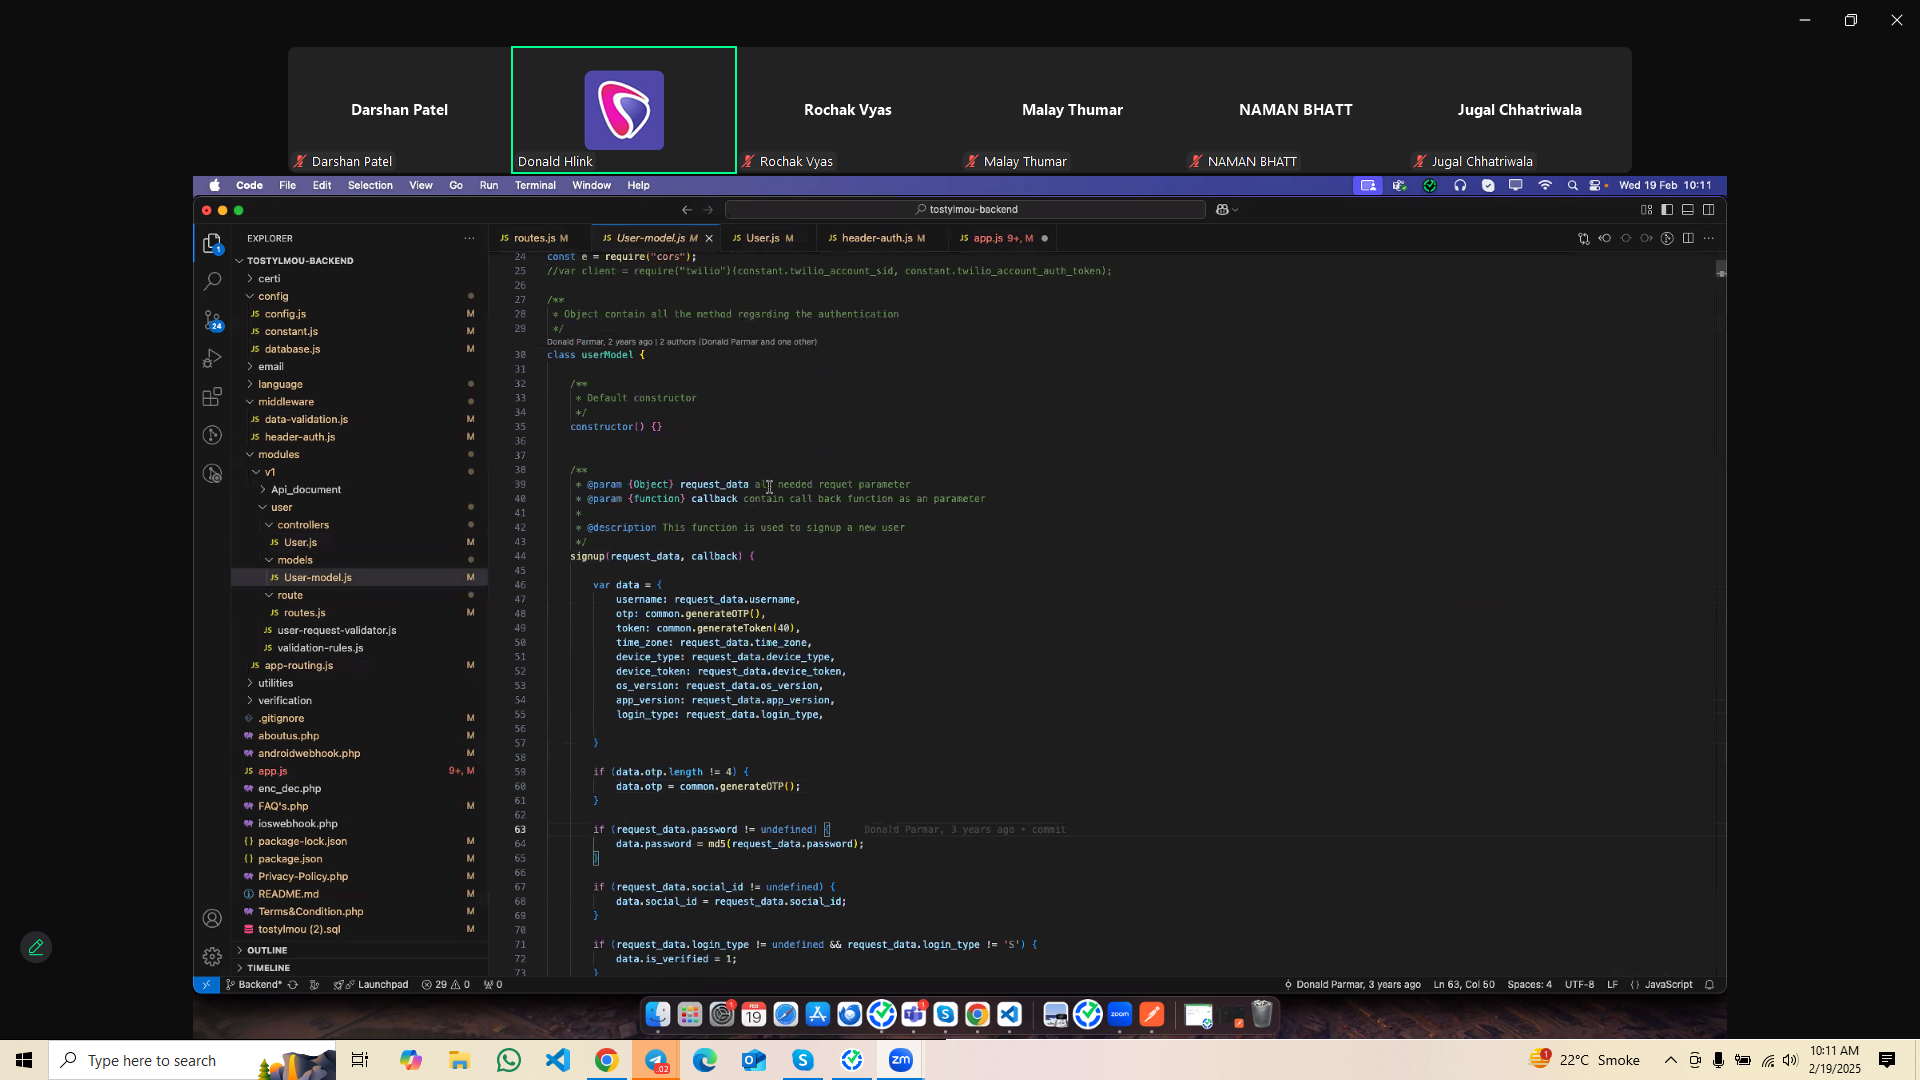 Darshan Patel
Rochak Vyas
Malay Thumar
NAMAN BHATT
Jugal Chhatriwala
Darshan Patel
Donald Hlink
Rochak Vyas
Malay Thumar
NAMAN BHATT
Jugal Chhatriwala
Code File Edit Selection View Go Run Terminal Window Help
Wed 19 Feb 10:11
tostylmou-backend
EXPLORER
routes.js M
User-model.js M
User.js M
header-auth.js M
app.js 9+, M
TOSTYLMOU-BACKEND
certi
config
JS config.js M
JS constant.js M
JS database.js M
email
language
middleware
JS data-validation.js M
JS header-auth.js M
modules
v1
Api_document
user
controllers
JS User.js M
models
JS User-model.js M
route
JS routes.js M
JS user-request-validator.js M
JS validation-rules.js M
JS app-routing.js M
utilities
verification
.gitignore M
aboutus.php M
androidwebhook.php M
JS app.js 9+, M
enc_dec.php M
FAQ's.php M
ioswebhook.php M
{} package-lock.json M
{} package.json M
Privacy-Policy.php M
README.md M
Terms&Condition.php M
tostylmou (2).sql M
OUTLINE
TIMELINE
24 const e = require("cors");
25 //var client = require("twilio")(constant.twilio_account_sid, constant.twilio_account_auth_token);
26
27 /**
28 * Object contain all the method regarding the authentication
29 */
Donald Parmar, 2 years ago | 2 authors (Donald Parmar and one other)
30 class userModel {
31
32 /**
33 * Default constructor
34 */
35 constructor() {}
36
37
38 /**
39 * @param {Object} request_data all needed requet parameter
40 * @param {function} callback contain call back function as an parameter
41 *
42 * @description This function is used to signup a new user
43 */
44 signup(request_data, callback) {
45
46 var data = {
47 username: request_data.username,
48 otp: common.generateOTP(),
49 token: common.generateToken(40),
50 time_zone: request_data.time_zone,
51 device_type: request_data.device_type,
52 device_token: request_data.device_token,
53 os_version: request_data.os_version,
54 app_version: request_data.app_version,
55 login_type: request_data.login_type,
56
57 }
58
59 if (data.otp.length != 4) {
60 data.otp = common.generateOTP();
61 }
62
63 if (request_data.password != undefined) { Donald Parmar, 3 years ago • commit
64 data.password = md5(request_data.password);
65 }
66
67 if (request_data.social_id != undefined) {
68 data.social_id = request_data.social_id;
69 }
70
71 if (request_data.login_type != undefined && request_data.login_type != 'S') {
72 data.is_verified = 1;
73 }
Backend* Launchpad 29 0 0
Donald Parmar, 3 years ago Ln 63, Col 50 Spaces: 4 UTF-8 LF {} JavaScript
Type here to search
22°C Smoke
10:11 AM
2/19/2025